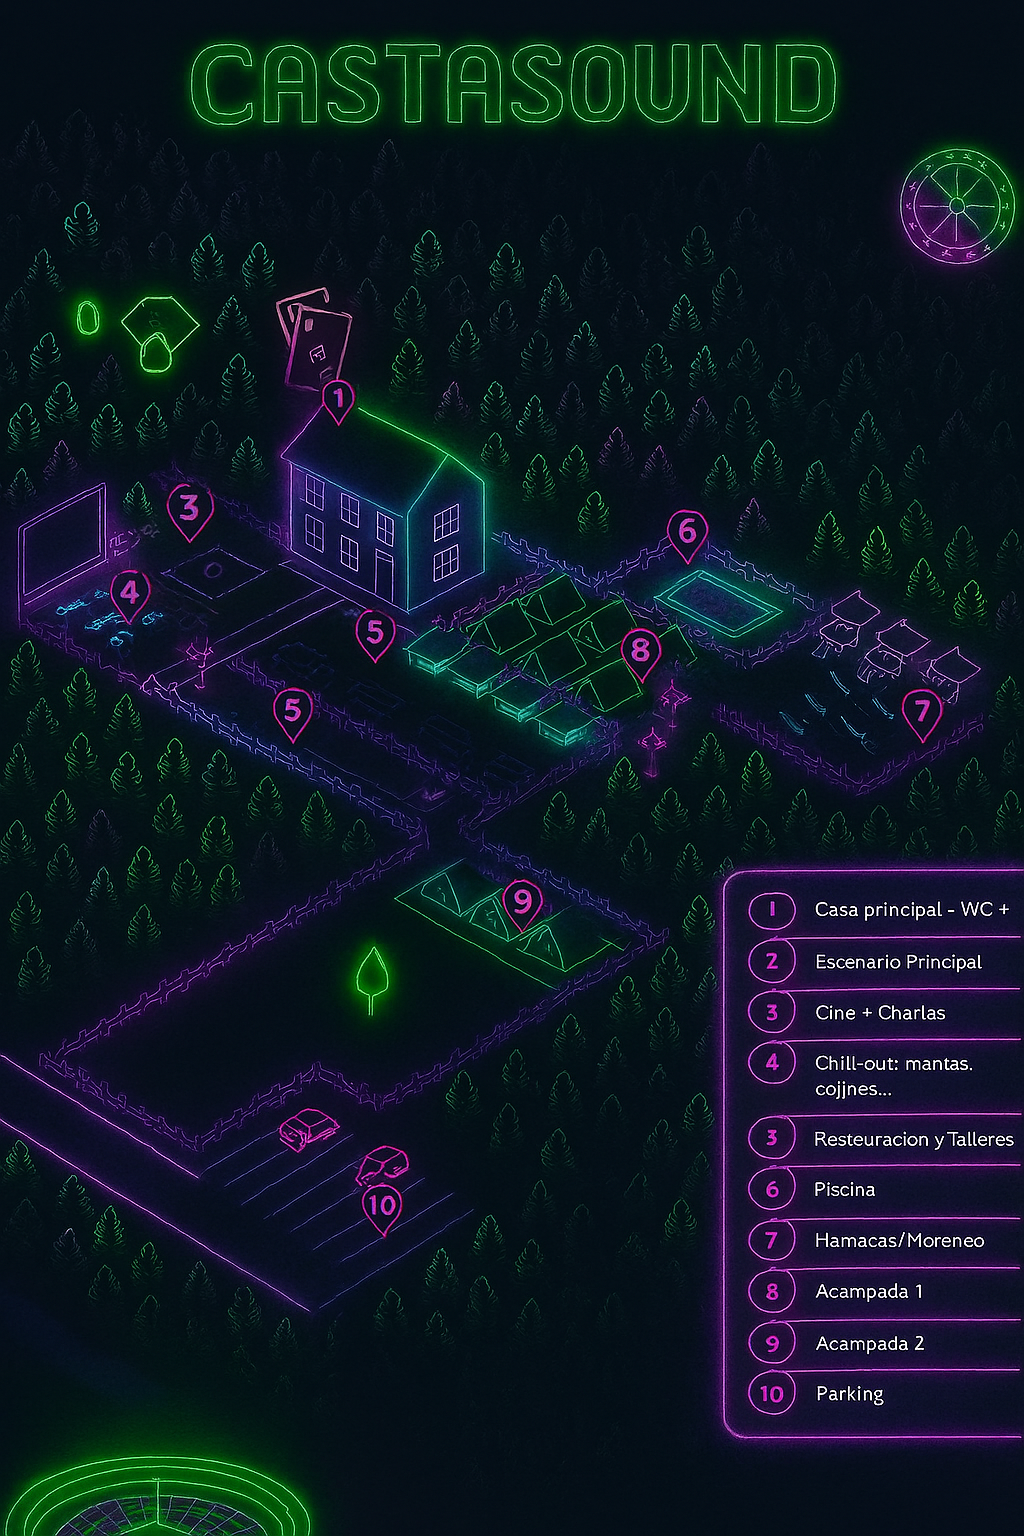 CASTASOUND
1
3
6
4
5
8
5
7
9
10
1 Casa principal - WC +
2 Escenario Principal
3 Cine + Charlas
4 Chill-out: mantas.
cojjnes...
3 Resteuracion y Talleres
6 Piscina
7 Hamacas/Moreneo
8 Acampada 1
9 Acampada 2
10 Parking